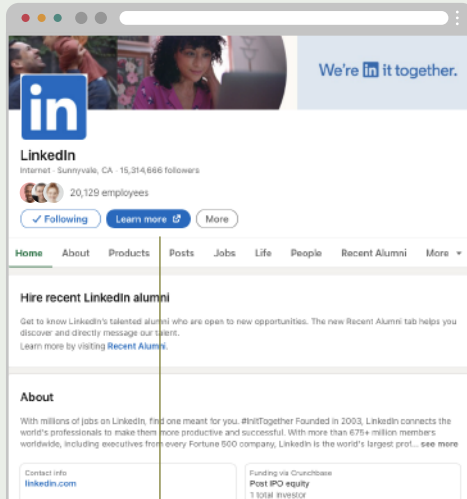 We're in it together.
in
LinkedIn
Internet · Sunnyvale, CA · 15,314,666 followers
20,129 employees
✓ Following
Learn more
More
Home About Products Posts Jobs Life People Recent Alumni More
Hire recent LinkedIn alumni
Get to know LinkedIn's talented alumni who are open to new opportunities. The new Recent Alumni tab helps you
discover and directly message our talent.
Learn more by visiting Recent Alumni.
About
With millions of jobs on LinkedIn, find one meant for you. #InItTogether Founded in 2003, LinkedIn connects the
world's professionals to make them more productive and successful. With more than 675+ million members
worldwide, including executives from every Fortune 500 company, LinkedIn is the world's largest prof... see more
Contact info
linkedin.com
Funding via Crunchbase
Post IPO equity
1 total investor